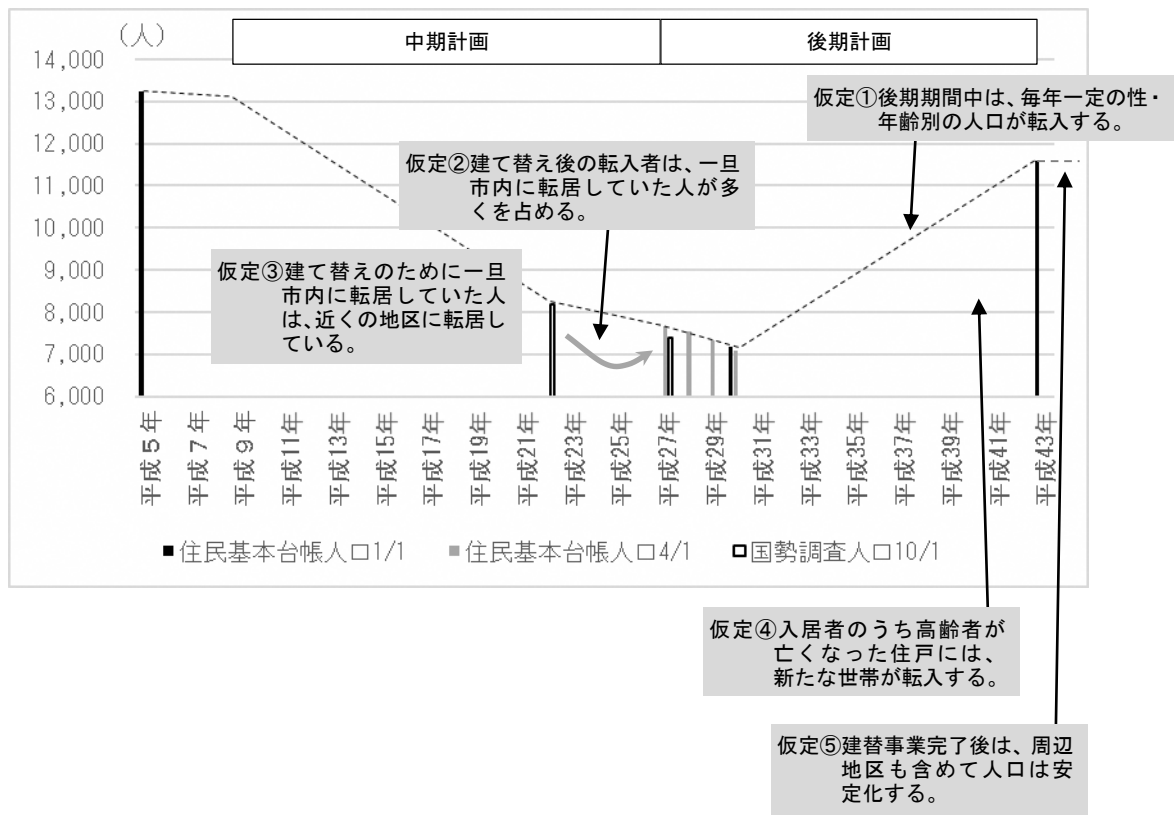 （人）
中期計画
後期計画
14,000
13,000
12,000
11,000
10,000
9,000
8,000
7,000
6,000
仮定①後期期間中は、毎年一定の性・
年齢別の人口が転入する。
仮定②建て替え後の転入者は、一旦
市内に転居していた人が多
くを占める。
仮定③建て替えのために一旦
市内に転居していた人
は、近くの地区に転居し
ている。
平成５年
平成７年
平成９年
平成11年
平成13年
平成15年
平成17年
平成19年
平成21年
平成23年
平成25年
平成27年
平成29年
平成31年
平成33年
平成35年
平成37年
平成39年
平成41年
平成43年
住民基本台帳人口1/1
住民基本台帳人口4/1
国勢調査人口10/1
仮定④入居者のうち高齢者が
亡くなった住戸には、
新たな世帯が転入する。
仮定⑤建替事業完了後は、周辺
地区も含めて人口は安
定化する。